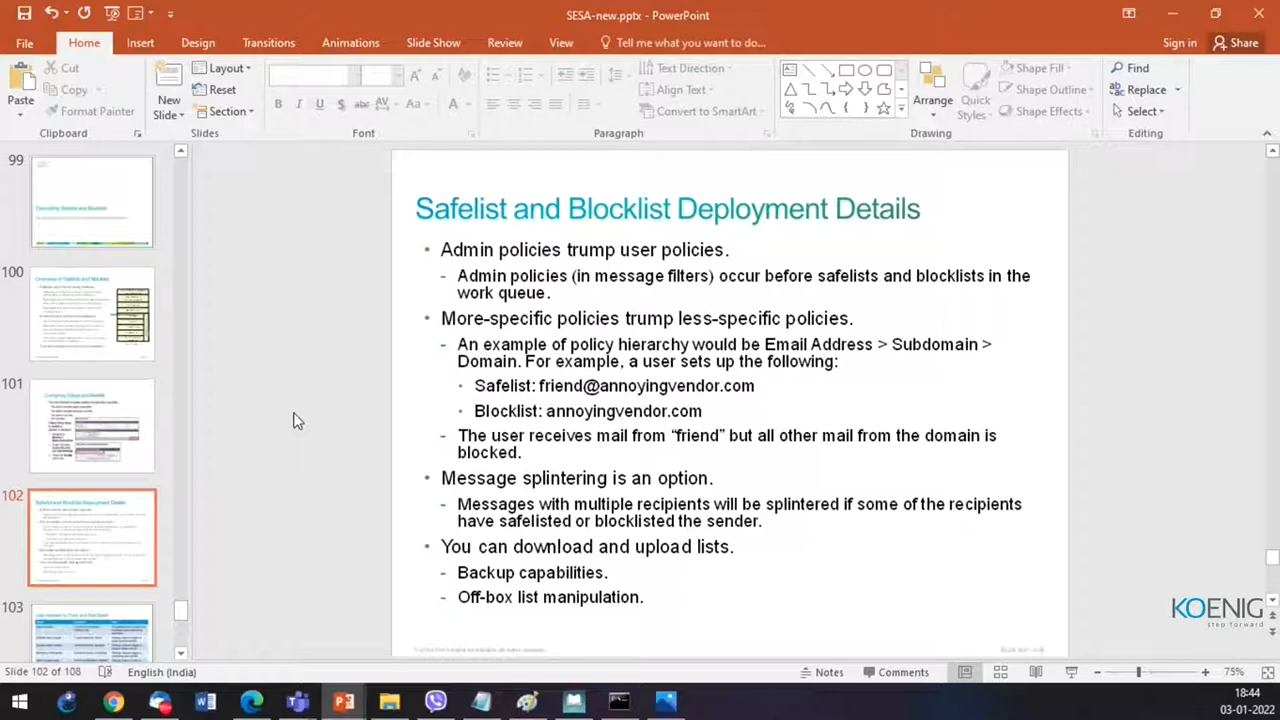 SESA-new.pptx — PowerPoint
File
Home
Insert
Design
Transitions
Animations
Slide Show
Review
View
Tell me what you want to do...
Sign in
Share
Paste
Cut
Copy
Format Painter
Clipboard
New
Slide
Layout
Reset
Section
Slides
Font
Text Direction
Align Text
Convert to SmartArt
Paragraph
Arrange
Quick
Styles
Shape Fill
Shape Outline
Shape Effects
Drawing
Find
Replace
Select
Editing
99
100
101
102
103
Safelist and Blocklist Deployment Details
Admin policies trump user policies.
- Admin policies (in message filters) occur before safelists and blocklists in the
work queue.
More-specific policies trump less-specific policies.
- An example of policy hierarchy would be Email Address > Subdomain >
Domain. For example, a user sets up the following:
Safelist: friend@annoyingvendor.com
Blocklist: annoyingvendor.com
- The user receives mail from "friend" but other mail from the domain is
blocked.
Message splintering is an option.
- Messages with multiple recipients will be splintered if some of the recipients
have safelisted or blocklisted the sender.
You can download and upload lists.
- Backup capabilities.
- Off-box list manipulation.
KOENIG
step forward
Slide 102 of 108
English (India)
Notes
Comments
75%
18:44
03-01-2022